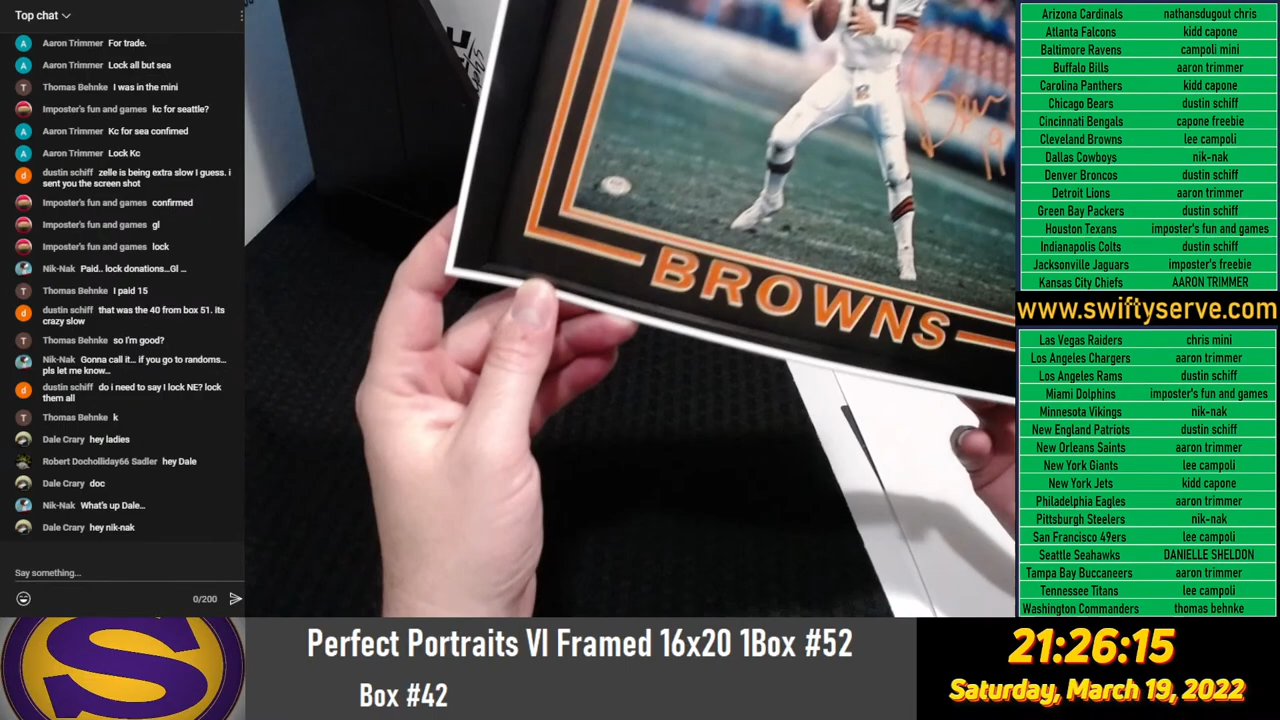 Top chat
Aaron Trimmer For trade.
Aaron Trimmer Lock all but sea
Thomas Behnke I was in the mini
Imposter's fun and games kc for seattle?
Aaron Trimmer Kc for sea confimed
Aaron Trimmer Lock Kc
dustin schiff zelle is being extra slow I guess. i
sent you the screen shot
Imposter's fun and games confirmed
Imposter's fun and games gl
Imposter's fun and games lock
Nik-Nak Paid.. lock donations...Gl ...
Thomas Behnke I paid 15
dustin schiff that was the 40 from box 51. Its
crazy slow
Thomas Behnke so I'm good?
Nik-Nak Gonna call it... if you go to randoms...
pls let me know...
dustin schiff do i need to say I lock NE? lock
them all
Thomas Behnke k
Dale Crary hey ladies
Robert Docholliday66 Sadler hey Dale
Dale Crary doc
Nik-Nak What's up Dale...
Dale Crary hey nik-nak
Say something...
0/200
S
19
BROWNS
Arizona Cardinals nathansdugout chris
Atlanta Falcons kidd capone
Baltimore Ravens campoli mini
Buffalo Bills aaron trimmer
Carolina Panthers kidd capone
Chicago Bears dustin schiff
Cincinnati Bengals capone freebie
Cleveland Browns lee campoli
Dallas Cowboys nik-nak
Denver Broncos dustin schiff
Detroit Lions aaron trimmer
Green Bay Packers dustin schiff
Houston Texans imposter's fun and games
Indianapolis Colts dustin schiff
Jacksonville Jaguars imposter's freebie
Kansas City Chiefs AARON TRIMMER
www.swiftyserve.com
Las Vegas Raiders chris mini
Los Angeles Chargers aaron trimmer
Los Angeles Rams dustin schiff
Miami Dolphins imposter's fun and games
Minnesota Vikings nik-nak
New England Patriots dustin schiff
New Orleans Saints aaron trimmer
New York Giants lee campoli
New York Jets kidd capone
Philadelphia Eagles aaron trimmer
Pittsburgh Steelers nik-nak
San Francisco 49ers lee campoli
Seattle Seahawks DANIELLE SHELDON
Tampa Bay Buccaneers aaron trimmer
Tennessee Titans lee campoli
Washington Commanders thomas behnke
Perfect Portraits VI Framed 16x20 1Box #52
Box #42
21:26:15
Saturday, March 19, 2022